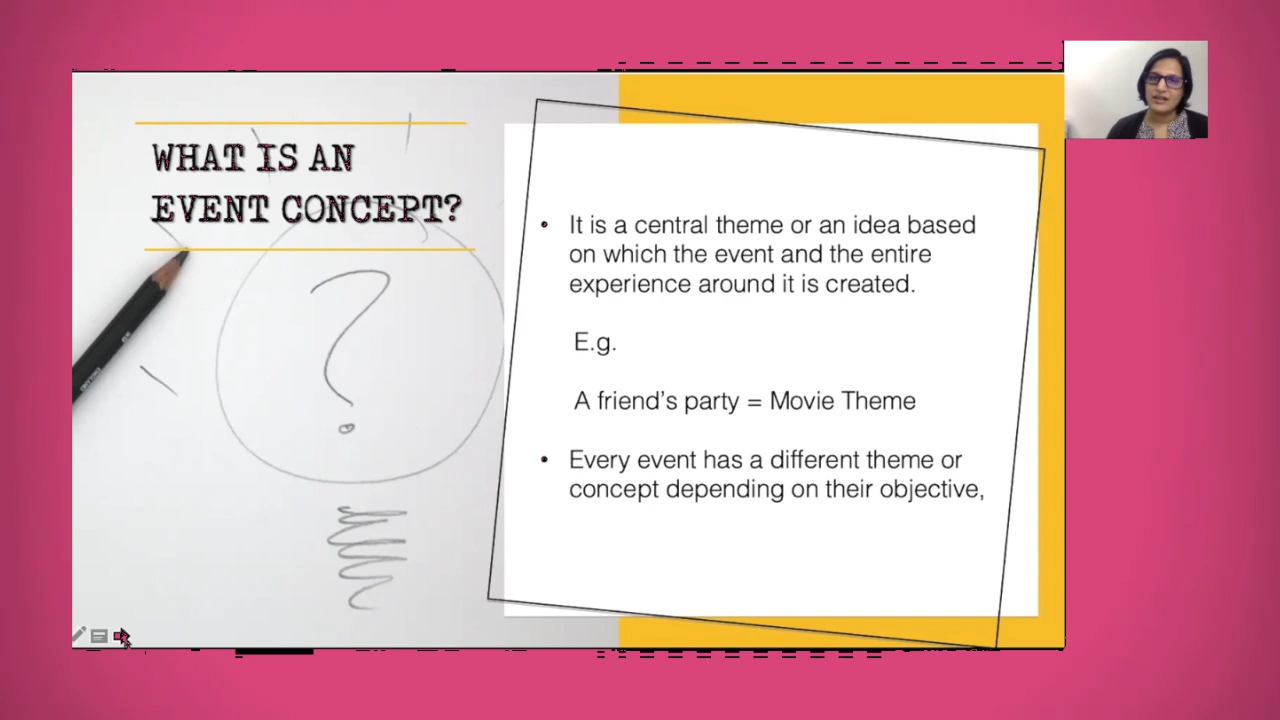 WHAT IS AN
EVENT CONCEPT?
• It is a central theme or an idea based
on which the event and the entire
experience around it is created.
E.g.
A friend's party = Movie Theme
• Every event has a different theme or
concept depending on their objective,
ENGLAND